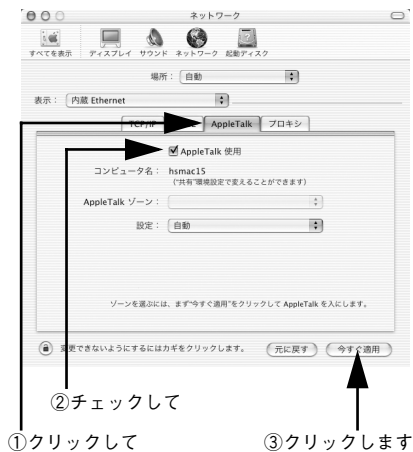 ネットワーク
すべてを表示 ディスプレイ サウンド ネットワーク 起動ディスク
場所： 自動
表示： 内蔵 Ethernet
TCP/IP AppleTalk プロキシ
AppleTalk 使用
コンピュータ名： hsmac15
("共有"環境設定で変えることができます)
AppleTalk ゾーン：
設定： 自動
ゾーンを選ぶには、まず"今すぐ適用"をクリックして AppleTalk を入にします。
変更できないようにするにはカギをクリックします。 元に戻す 今すぐ適用
②チェックして
①クリックして ③クリックします